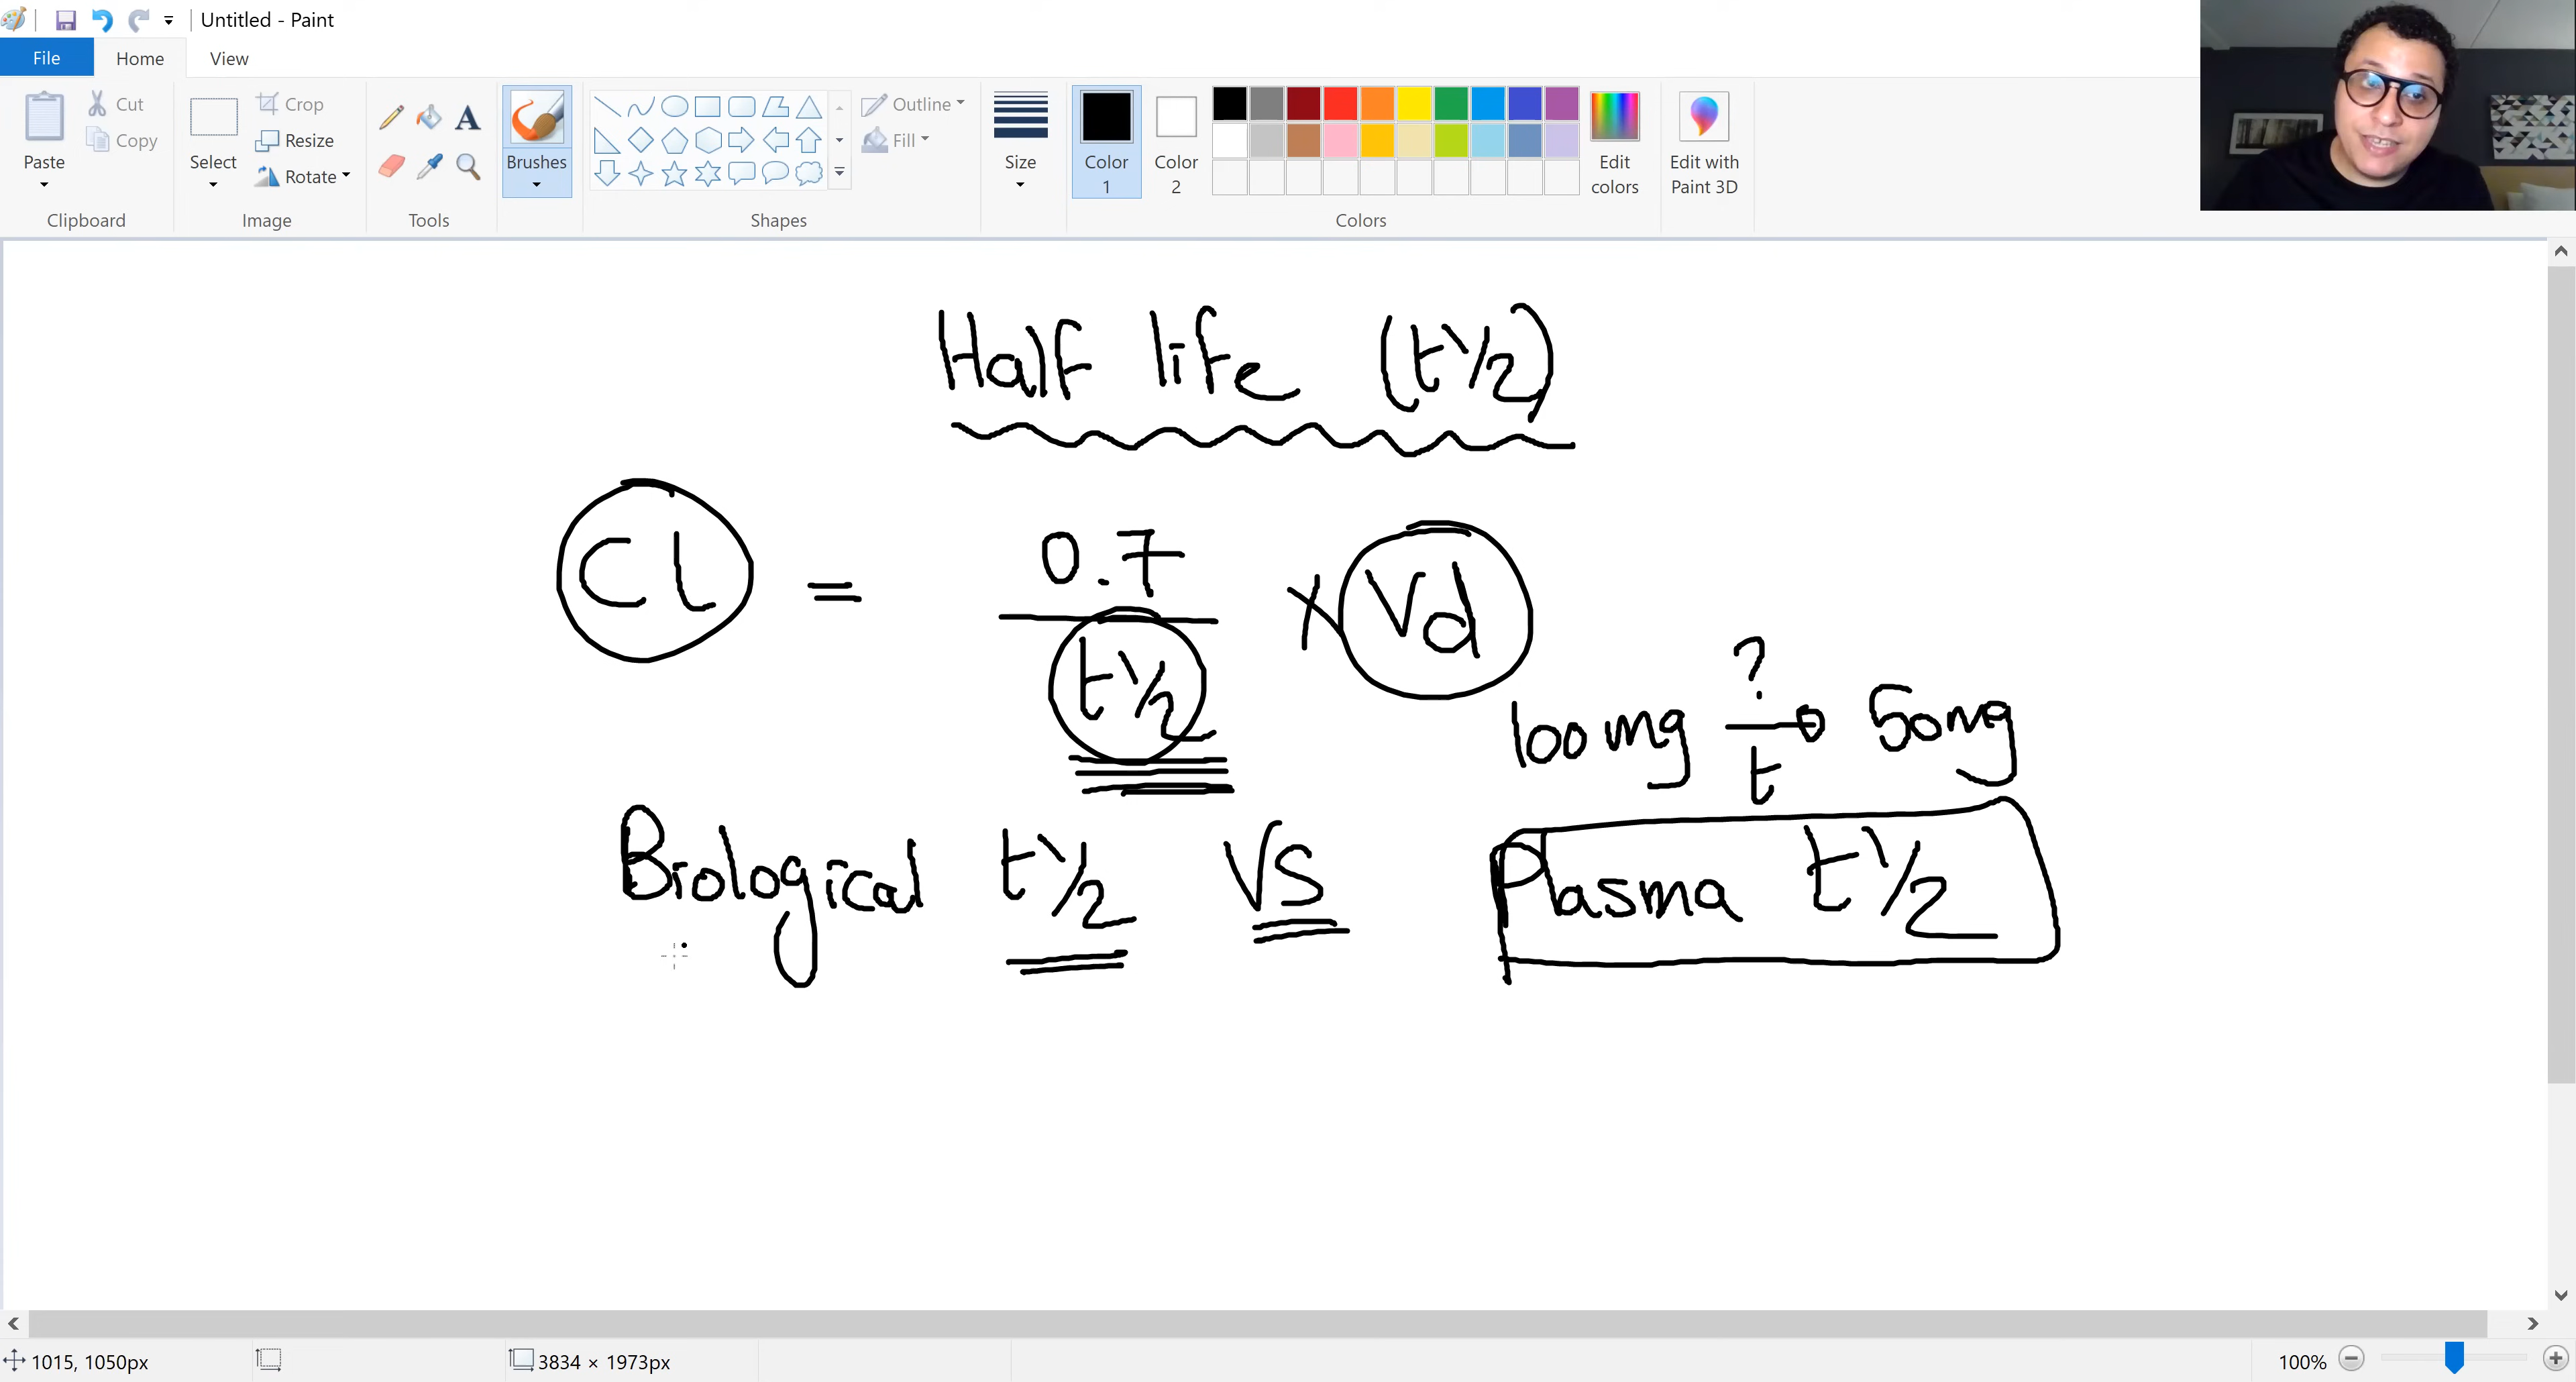 Untitled - Paint
File Home View
Paste Cut Copy Clipboard
Select Crop Resize Rotate Image
A Tools
Brushes
Outline Fill Shapes
Size
Color 1 Color 2 Edit colors Colors
Edit with Paint 3D
Half life (t1/2)
Cl = 0.7 / t1/2 x Vd
100 mg ? t 50mg
Biological t1/2 VS Plasma t1/2
1015, 1050px 3834 × 1973px 100%